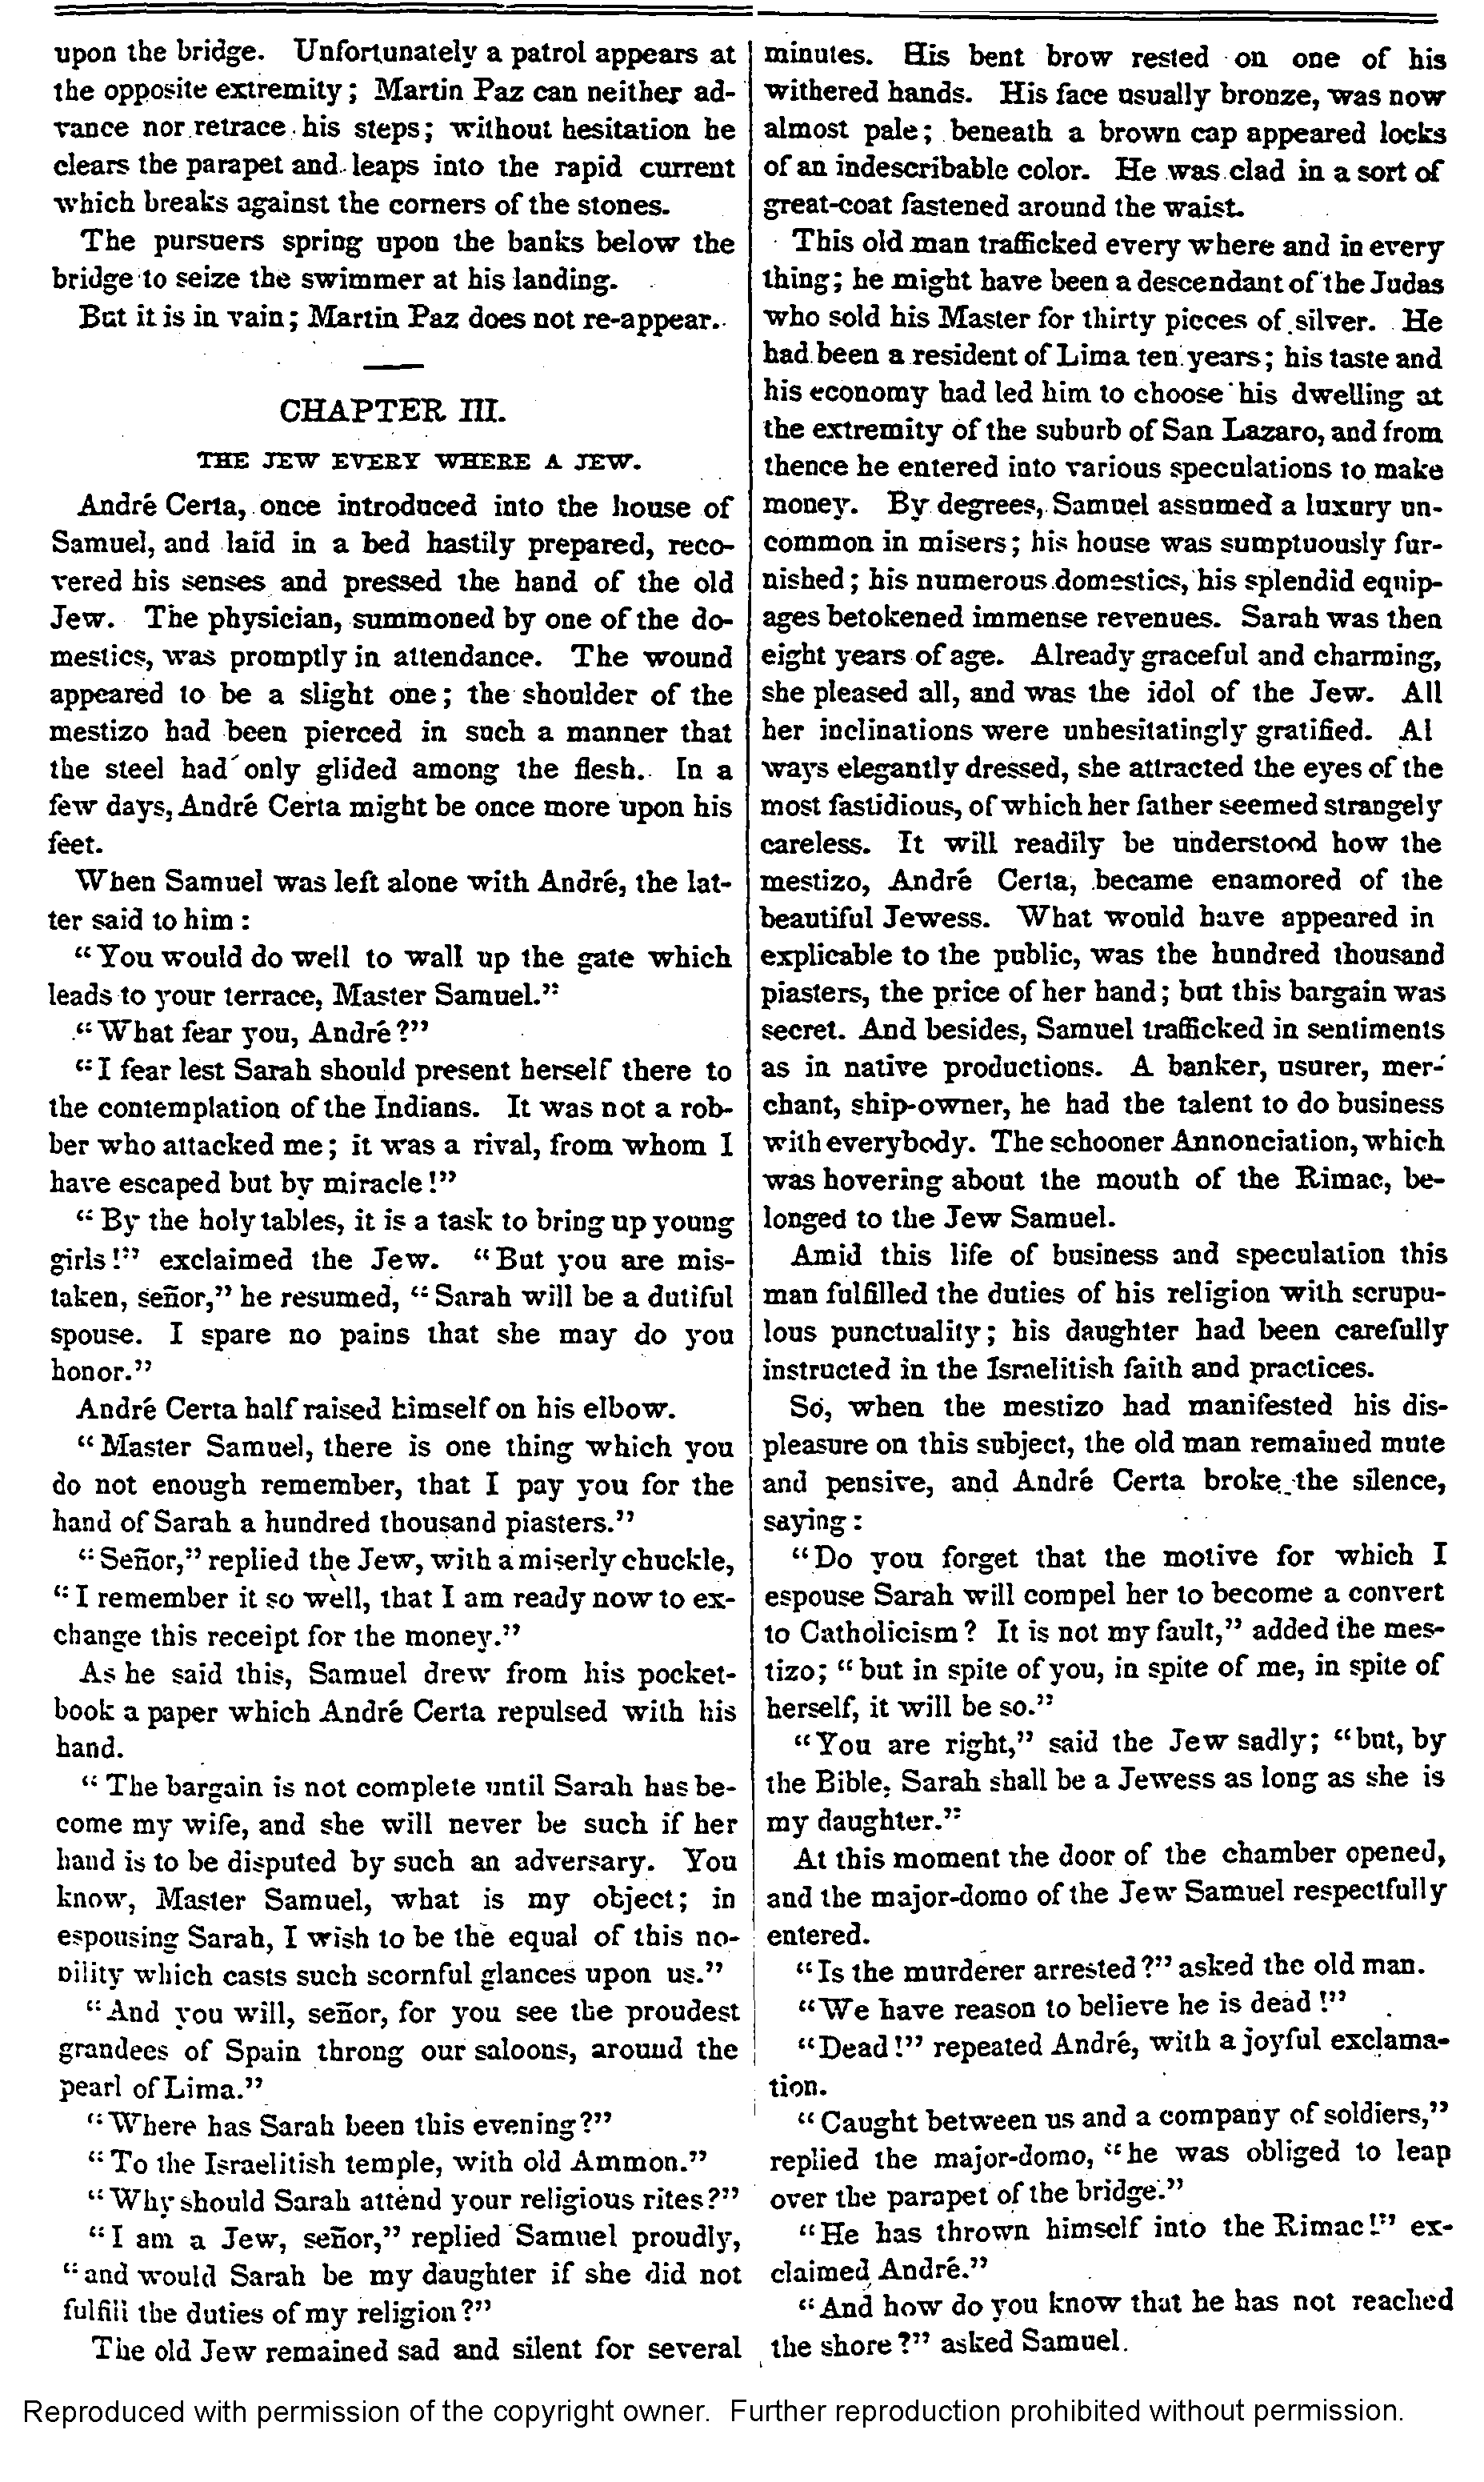 upon the bridge. Unfortunately a patrol appears at
the opposite extremity; Martin Paz can neither ad-
vance nor retrace his steps; without hesitation he
clears the parapet and leaps into the rapid current
which breaks against the corners of the stones.
The pursuers spring upon the banks below the
bridge to seize the swimmer at his landing.
But it is in vain; Martin Paz does not re-appear.
CHAPTER III.
THE JEW EVERY WHERE A JEW.
André Certa, once introduced into the house of
Samuel, and laid in a bed hastily prepared, reco-
vered his senses and pressed the hand of the old
Jew. The physician, summoned by one of the do-
mestics, was promptly in attendance. The wound
appeared to be a slight one; the shoulder of the
mestizo had been pierced in such a manner that
the steel had only glided among the flesh. In a
few days, André Certa might be once more upon his
feet.
When Samuel was left alone with André, the lat-
ter said to him:
"You would do well to wall up the gate which
leads to your terrace, Master Samuel."
"What fear you, André?"
"I fear lest Sarah should present herself there to
the contemplation of the Indians. It was not a rob-
ber who attacked me; it was a rival, from whom I
have escaped but by miracle!"
"By the holy tables, it is a task to bring up young
girls!" exclaimed the Jew. "But you are mis-
taken, señor," he resumed, "Sarah will be a dutiful
spouse. I spare no pains that she may do you
honor."
André Certa half raised himself on his elbow.
"Master Samuel, there is one thing which you
do not enough remember, that I pay you for the
hand of Sarah a hundred thousand piasters."
"Señor," replied the Jew, with a miserly chuckle,
"I remember it so well, that I am ready now to ex-
change this receipt for the money."
As he said this, Samuel drew from his pocket-
book a paper which André Certa repulsed with his
hand.
"The bargain is not complete until Sarah has be-
come my wife, and she will never be such if her
hand is to be disputed by such an adversary. You
know, Master Samuel, what is my object; in
espousing Sarah, I wish to be the equal of this no-
bility which casts such scornful glances upon us."
"And you will, señor, for you see the proudest
grandees of Spain throng our saloons, around the
pearl of Lima."
"Where has Sarah been this evening?"
"To the Israelitish temple, with old Ammon."
"Why should Sarah attend your religious rites?"
"I am a Jew, señor," replied Samuel proudly,
"and would Sarah be my daughter if she did not
fulfill the duties of my religion?"
The old Jew remained sad and silent for several
minutes. His bent brow rested on one of his
withered hands. His face usually bronze, was now
almost pale; beneath a brown cap appeared locks
of an indescribable color. He was clad in a sort of
great-coat fastened around the waist.
This old man trafficked every where and in every
thing; he might have been a descendant of the Judas
who sold his Master for thirty pieces of silver. He
had been a resident of Lima ten years; his taste and
his economy had led him to choose his dwelling at
the extremity of the suburb of San Lazaro, and from
thence he entered into various speculations to make
money. By degrees, Samuel assumed a luxury un-
common in misers; his house was sumptuously fur-
nished; his numerous domestics, his splendid equip-
ages betokened immense revenues. Sarah was then
eight years of age. Already graceful and charming,
she pleased all, and was the idol of the Jew. All
her inclinations were unhesitatingly gratified. Al
ways elegantly dressed, she attracted the eyes of the
most fastidious, of which her father seemed strangely
careless. It will readily be understood how the
mestizo, André Certa, became enamored of the
beautiful Jewess. What would have appeared in
explicable to the public, was the hundred thousand
piasters, the price of her hand; but this bargain was
secret. And besides, Samuel trafficked in sentiments
as in native productions. A banker, usurer, mer-
chant, ship-owner, he had the talent to do business
with everybody. The schooner Annonciation, which
was hovering about the mouth of the Rimac, be-
longed to the Jew Samuel.
Amid this life of business and speculation this
man fulfilled the duties of his religion with scrupu-
lous punctuality; his daughter had been carefully
instructed in the Israelitish faith and practices.
So, when the mestizo had manifested his dis-
pleasure on this subject, the old man remained mute
and pensive, and André Certa broke the silence,
saying:
"Do you forget that the motive for which I
espouse Sarah will compel her to become a convert
to Catholicism? It is not my fault," added the mes-
tizo; "but in spite of you, in spite of me, in spite of
herself, it will be so."
"You are right," said the Jew sadly; "but, by
the Bible, Sarah shall be a Jewess as long as she is
my daughter."
At this moment the door of the chamber opened,
and the major-domo of the Jew Samuel respectfully
entered.
"Is the murderer arrested?" asked the old man.
"We have reason to believe he is dead!"
"Dead!" repeated André, with a joyful exclama-
tion.
"Caught between us and a company of soldiers,"
replied the major-domo, "he was obliged to leap
over the parapet of the bridge."
"He has thrown himself into the Rimac!" ex-
claimed André."
"And how do you know that he has not reached
the shore?" asked Samuel.
Reproduced with permission of the copyright owner. Further reproduction prohibited without permission.